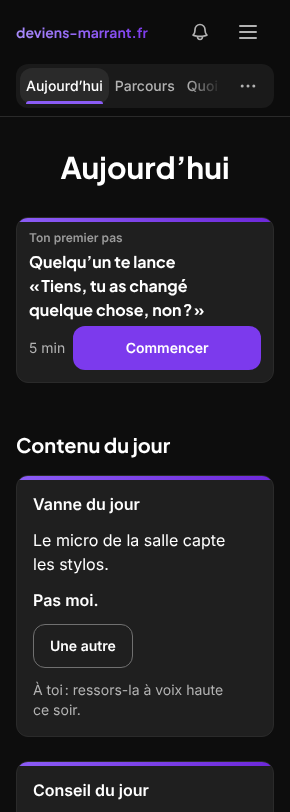 deviens-marrant.fr
Aujourd’hui Parcours Quoi
Aujourd’hui
Ton premier pas
Quelqu’un te lance
« Tiens, tu as changé
quelque chose, non ? »
5 min Commencer
Contenu du jour
Vanne du jour
Le micro de la salle capte
les stylos.
Pas moi.
Une autre
À toi : ressors-la à voix haute
ce soir.
Conseil du jour